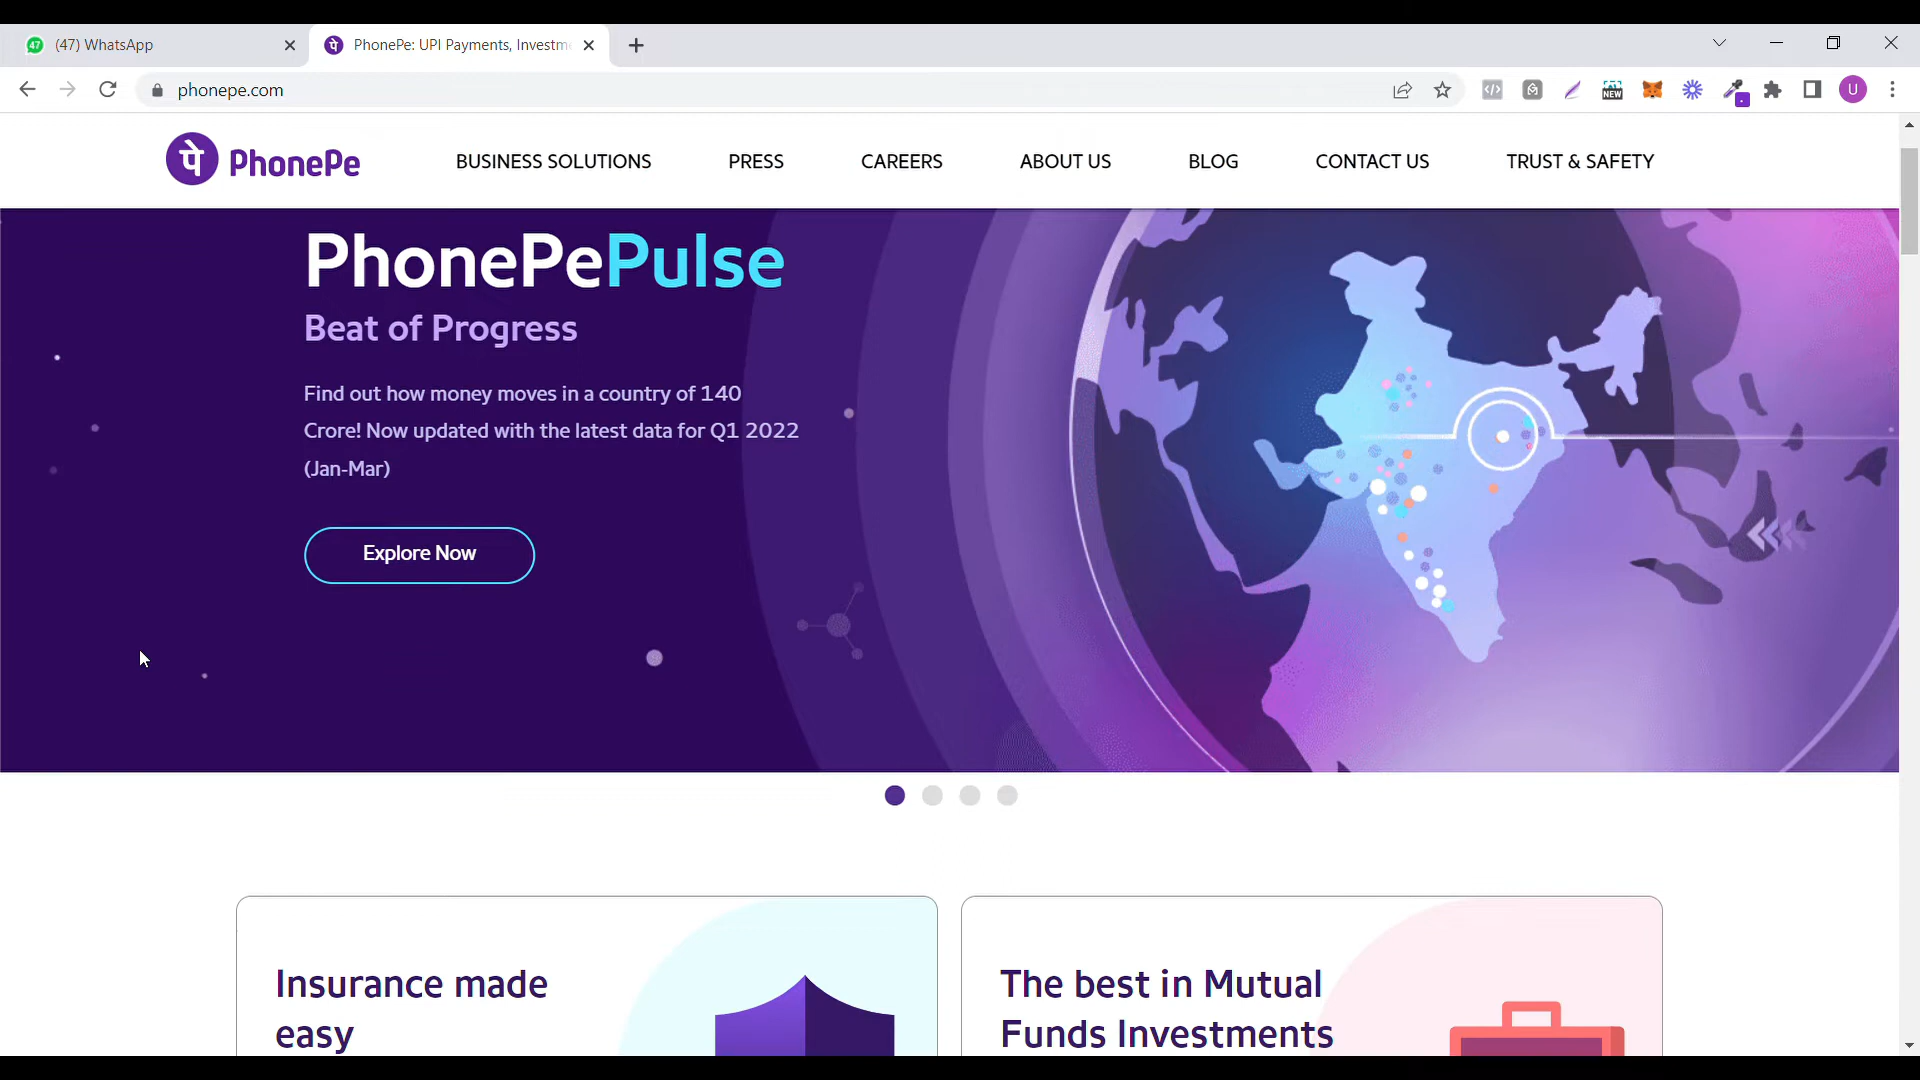 47 (47) WhatsApp
PhonePe: UPI Payments, Investm
phonepe.com
NEW
U
पे PhonePe
BUSINESS SOLUTIONS
PRESS
CAREERS
ABOUT US
BLOG
CONTACT US
TRUST & SAFETY
PhonePePulse
Beat of Progress
Find out how money moves in a country of 140
Crore! Now updated with the latest data for Q1 2022
(Jan-Mar)
Explore Now
Insurance made
easy
The best in Mutual
Funds Investments